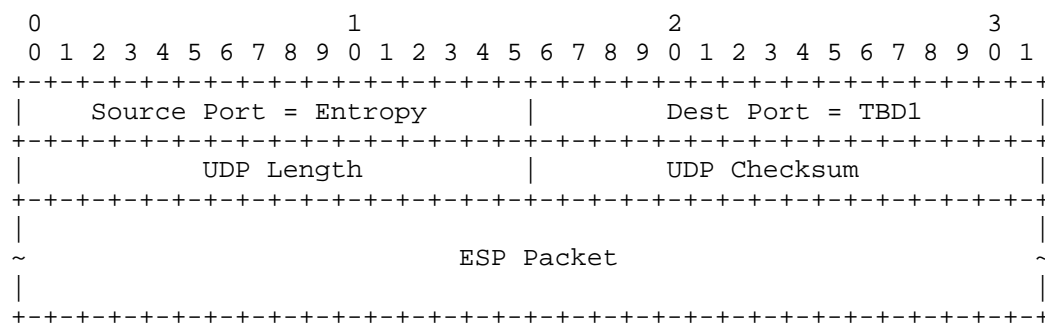 0                   1                   2                   3
 0 1 2 3 4 5 6 7 8 9 0 1 2 3 4 5 6 7 8 9 0 1 2 3 4 5 6 7 8 9 0 1
+-+-+-+-+-+-+-+-+-+-+-+-+-+-+-+-+-+-+-+-+-+-+-+-+-+-+-+-+-+-+-+-+
|    Source Port = Entropy      |        Dest Port = TBD1       |
+-+-+-+-+-+-+-+-+-+-+-+-+-+-+-+-+-+-+-+-+-+-+-+-+-+-+-+-+-+-+-+-+
|           UDP Length          |        UDP Checksum           |
+-+-+-+-+-+-+-+-+-+-+-+-+-+-+-+-+-+-+-+-+-+-+-+-+-+-+-+-+-+-+-+-+
|                                                               |
~                           ESP Packet                          ~
|                                                               |
+-+-+-+-+-+-+-+-+-+-+-+-+-+-+-+-+-+-+-+-+-+-+-+-+-+-+-+-+-+-+-+-+